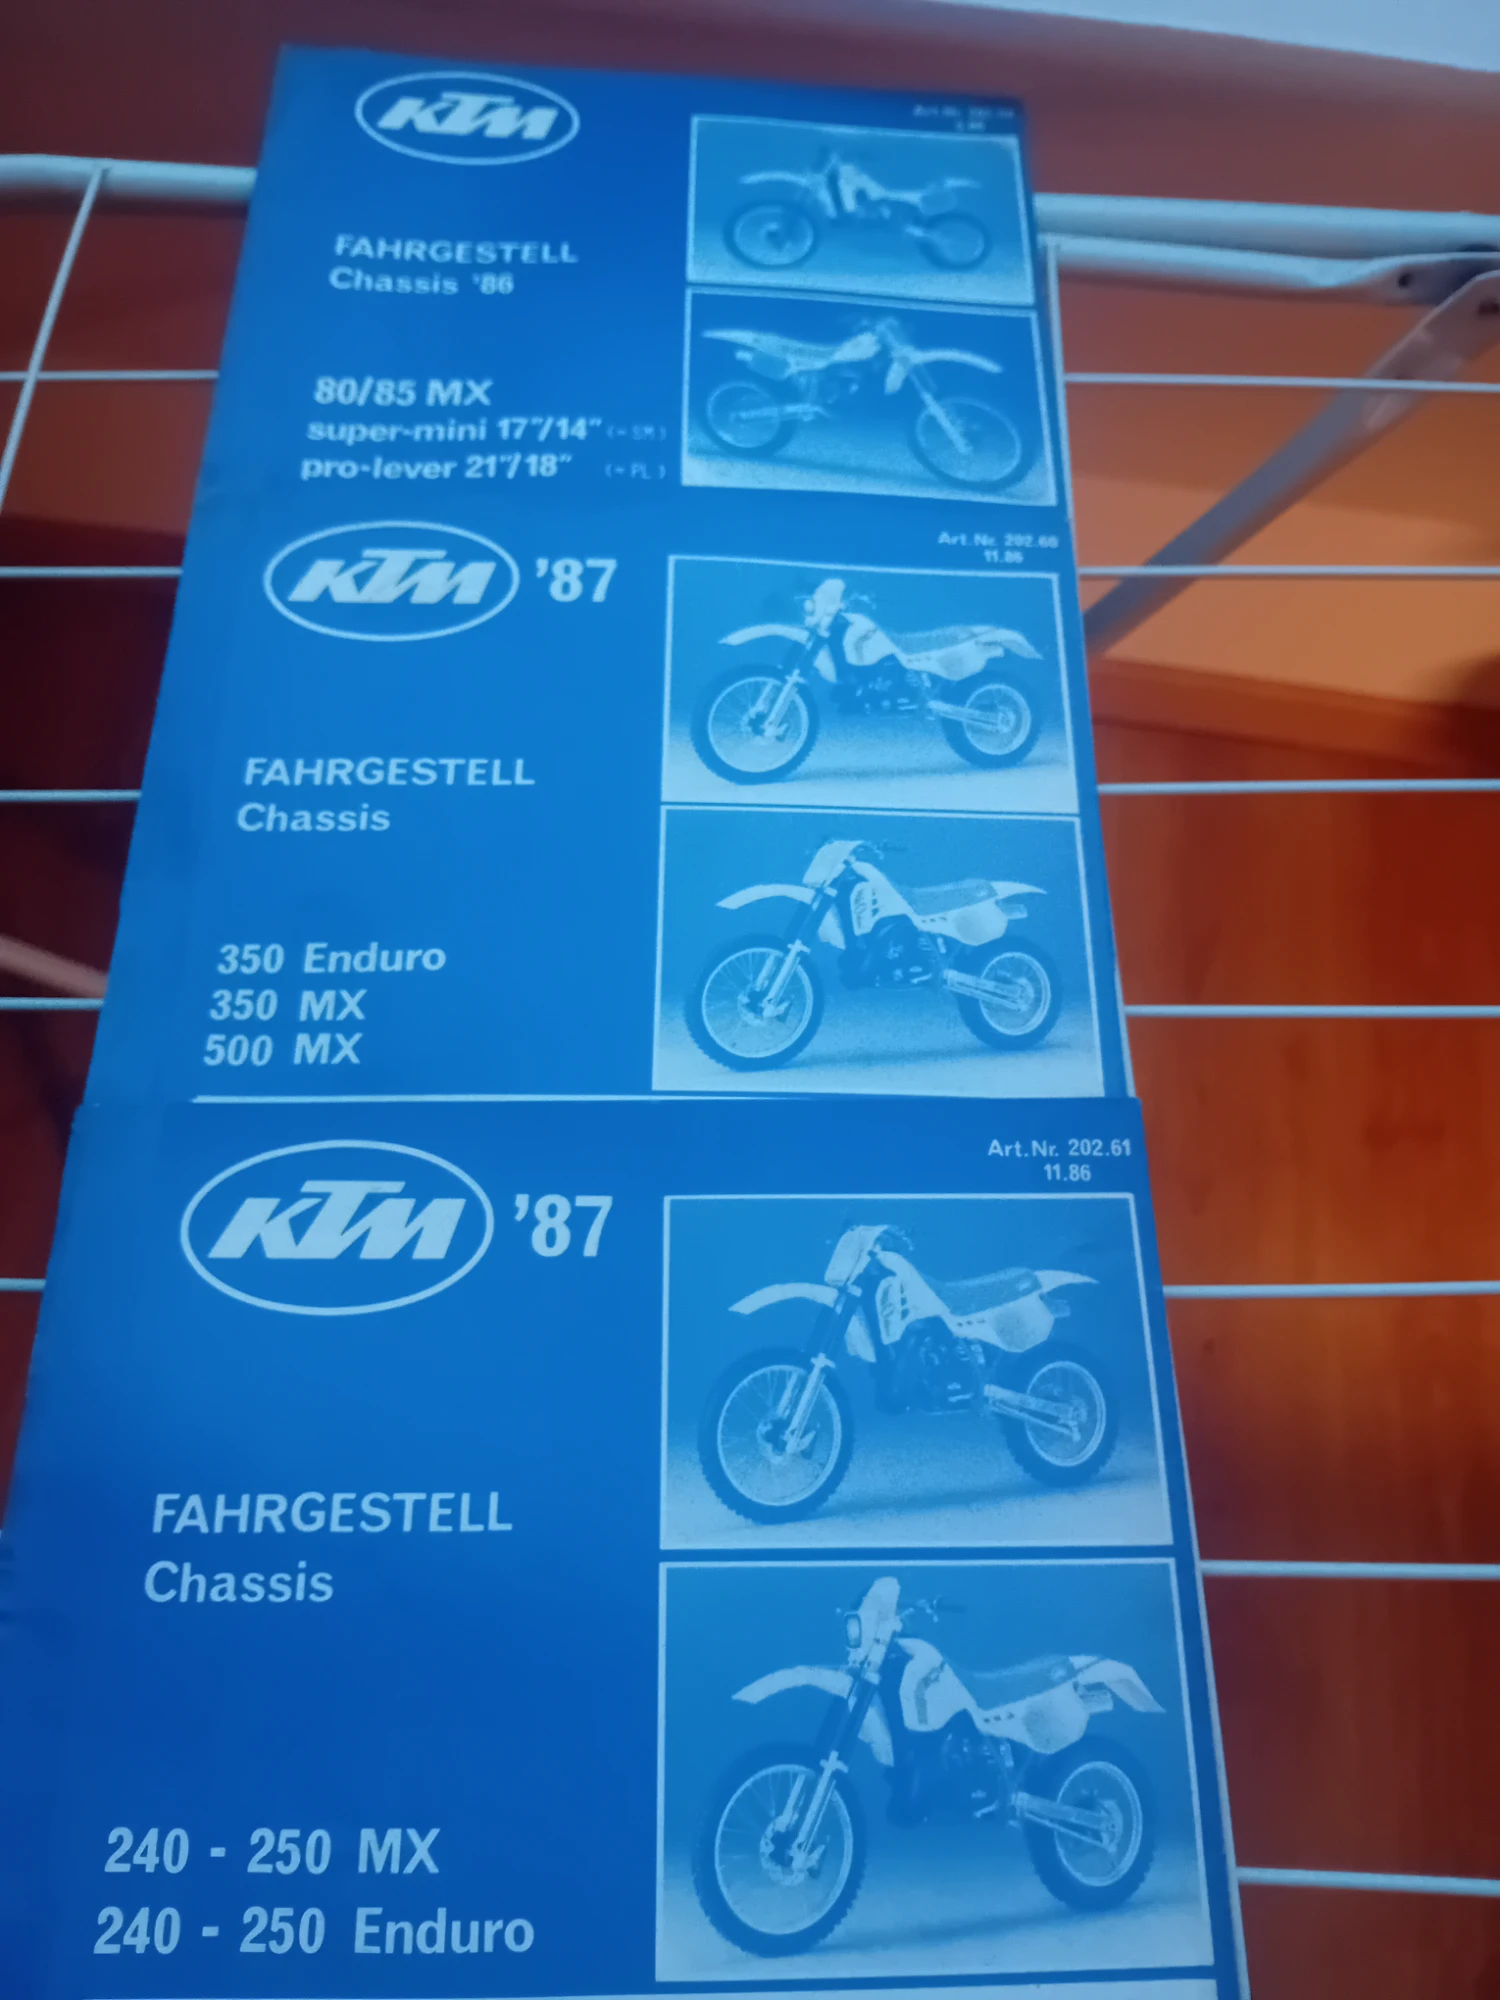 KTM
FAHRGESTELL
Chassis '86
80/85 MX
super-mini 17"/14" (= SM)
pro-lever 21"/18" (= PL)
KTM '87
Art.Nr. 202.60
11.86
FAHRGESTELL
Chassis
350 Enduro
350 MX
500 MX
KTM '87
Art.Nr. 202.61
11.86
FAHRGESTELL
Chassis
240 - 250 MX
240 - 250 Enduro